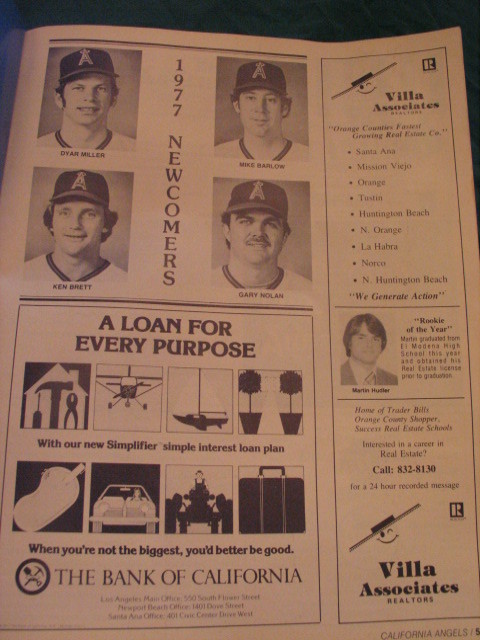 1977 NEWCOMERS
DYAR MILLER
MIKE BARLOW
KEN BRETT
GARY NOLAN
A LOAN FOR
EVERY PURPOSE
With our new Simplifier™ simple interest loan plan
When you're not the biggest, you'd better be good.
THE BANK OF CALIFORNIA
Los Angeles Main Office: 550 South Flower Street
Newport Beach Office: 1401 Dove Street
Santa Ana Office: 401 Civic Center Drive West
R
Villa
Associates
REALTORS
"Orange Counties Fastest
Growing Real Estate Co."
• Santa Ana
• Mission Viejo
• Orange
• Tustin
• Huntington Beach
• N. Orange
• La Habra
• Norco
• N. Huntington Beach
"We Generate Action"
"Rookie
of the Year"
Martin graduated from
El Modena High
School this year
and obtained his
Real Estate license
prior to graduation.
Martin
Home of Trader Bills
Orange County Shopper,
Success Real Estate Schools
Interested in a career in
Real Estate?
Call: 832-8130
for a 24 hour recorded message
R
Villa
Associates
REALTORS
CALIFORNIA ANGELS / 5